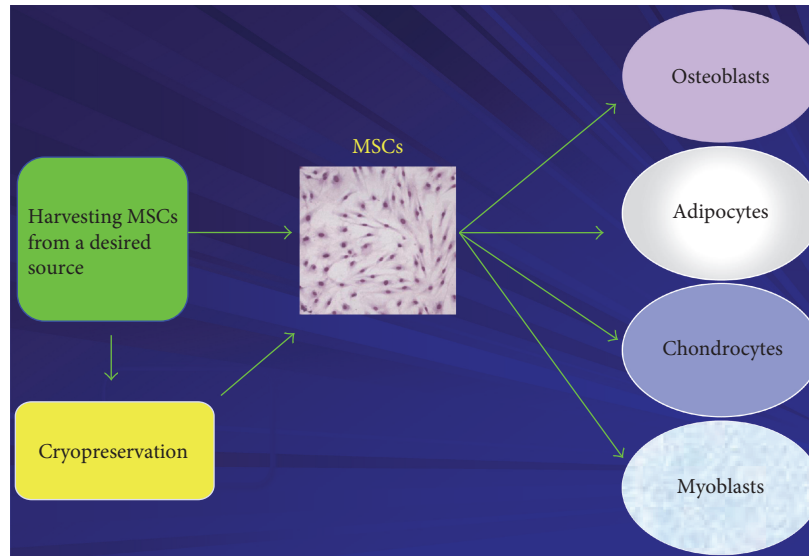 Harvesting MSCs
from a desired
source
Cryopreservation
MSCs
Osteoblasts
Adipocytes
Chondrocytes
Myoblasts